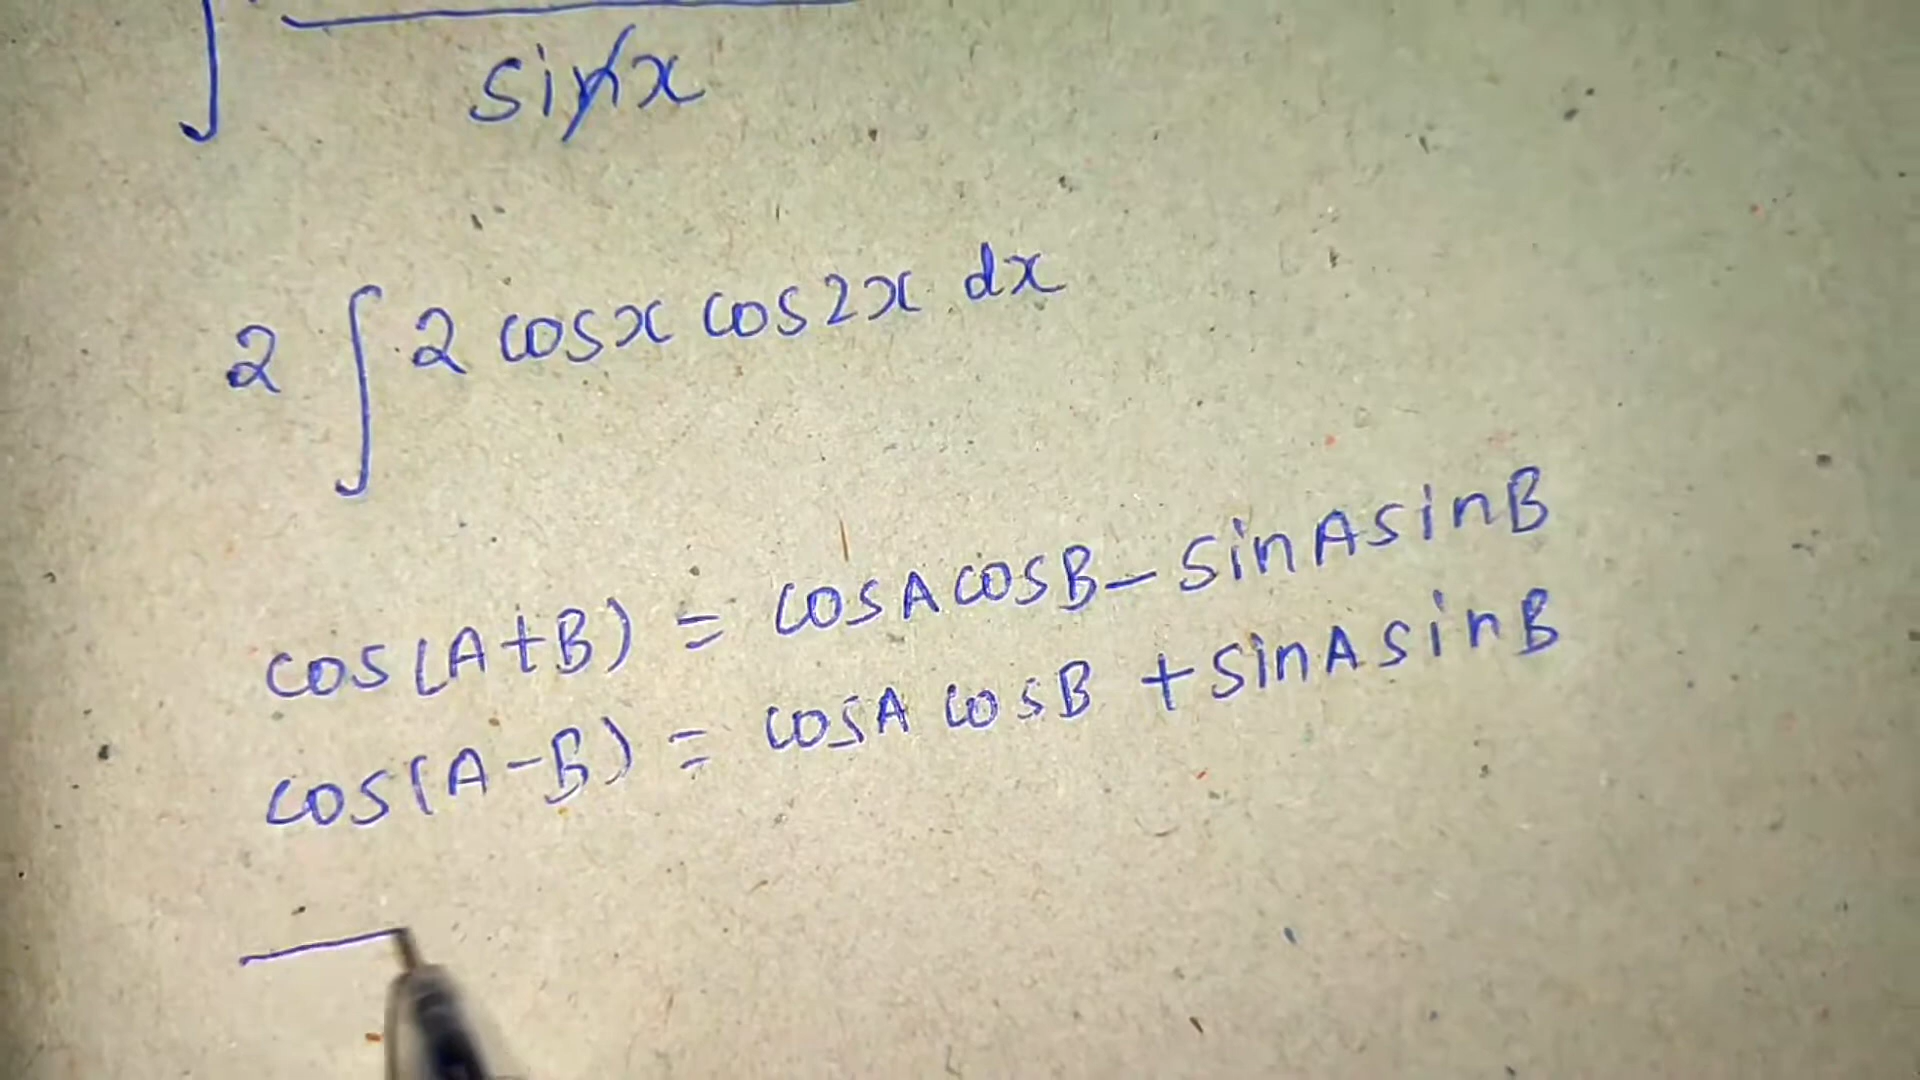 ∫ sinx
2 ∫ 2 cosx cos2x dx
cos(A+B) = cosA cosB - sinA sinB
cos(A-B) = cosA cosB + sinA sinB